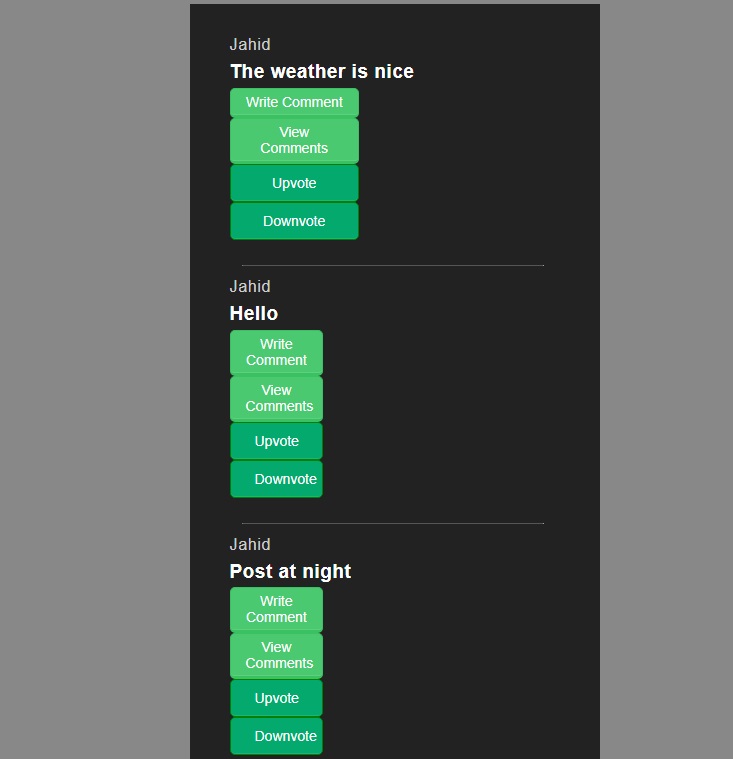 Jahid
The weather is nice
Write Comment
View
Comments
Upvote
Downvote
Jahid
Hello
Write
Comment
View
Comments
Upvote
Downvote
Jahid
Post at night
Write
Comment
View
Comments
Upvote
Downvote